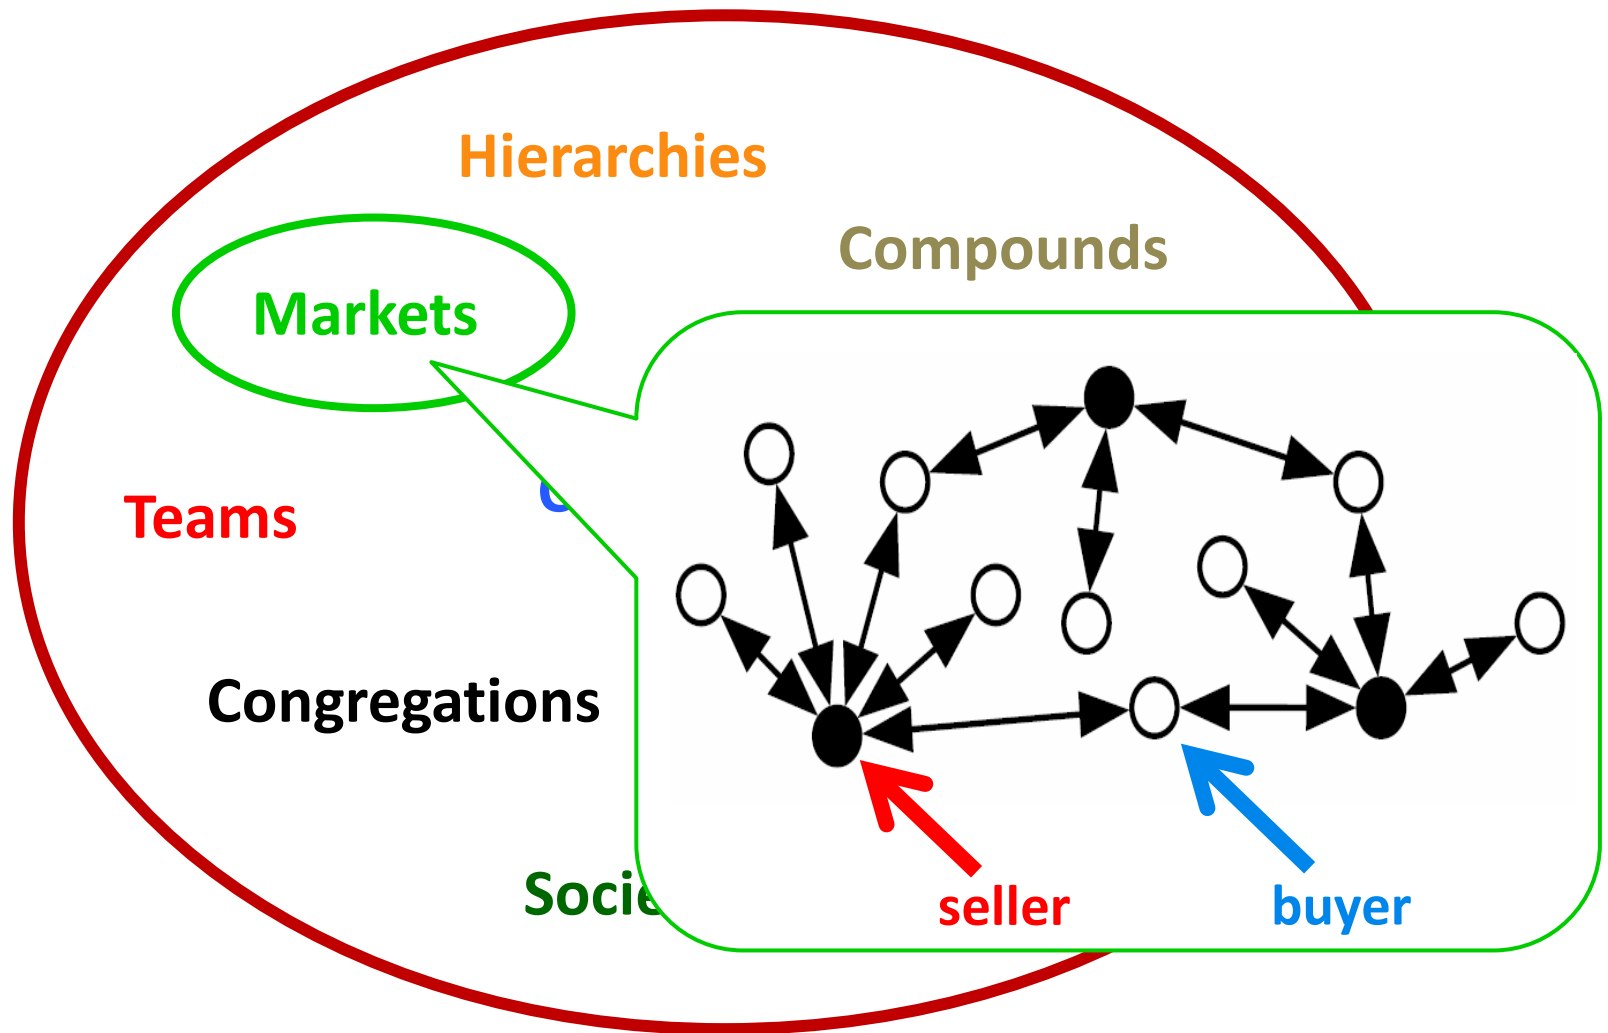 Hierarchies
Compounds
Markets
Teams
Congregations
seller
buyer